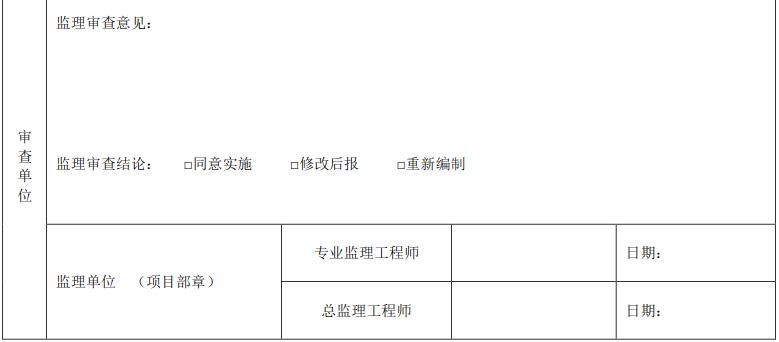 监理审查意见：
审查单位
监理审查结论： □同意实施 □修改后报 □重新编制
监理单位 （项目部章）
专业监理工程师
日期：
总监理工程师
日期：